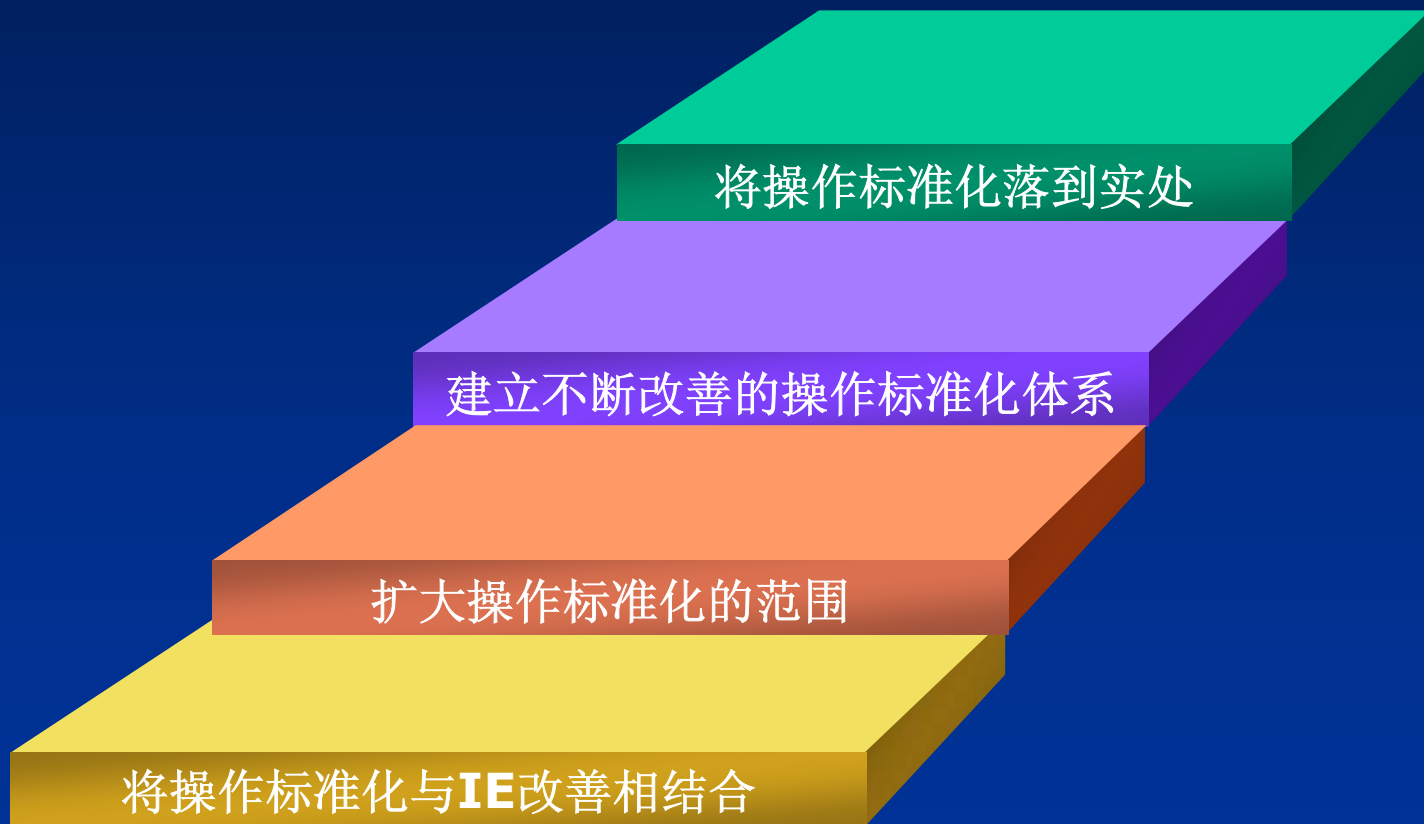 将操作标准化落到实处
建立不断改善的操作标准化体系
扩大操作标准化的范围
将操作标准化与IE改善相结合